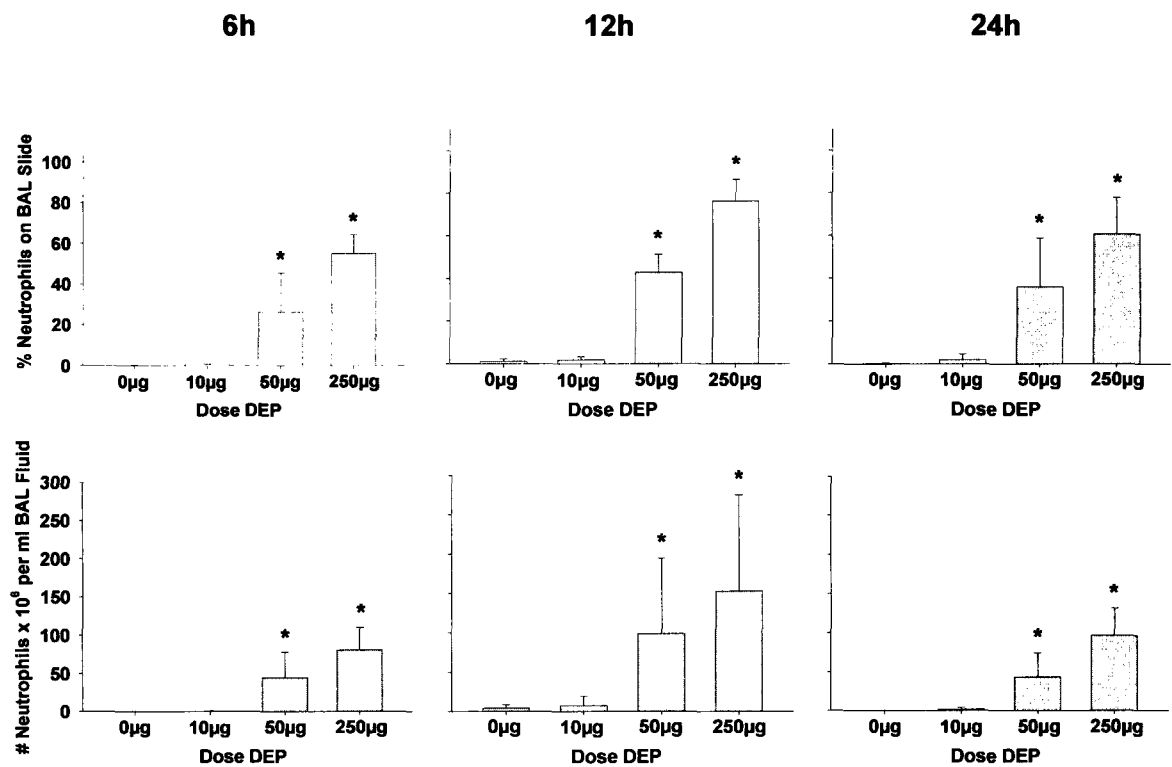 6h 12h 24h
% Neutrophils on BAL Slide
100
80
60
40
20
0
* *
* *
* *
0µg 10µg 50µg 250µg
Dose DEP
0µg 10µg 50µg 250µg
Dose DEP
0µg 10µg 50µg 250µg
Dose DEP
# Neutrophils x 10⁶ per ml BAL Fluid
300
250
200
150
100
50
0
* *
* *
* *
0µg 10µg 50µg 250µg
Dose DEP
0µg 10µg 50µg 250µg
Dose DEP
0µg 10µg 50µg 250µg
Dose DEP